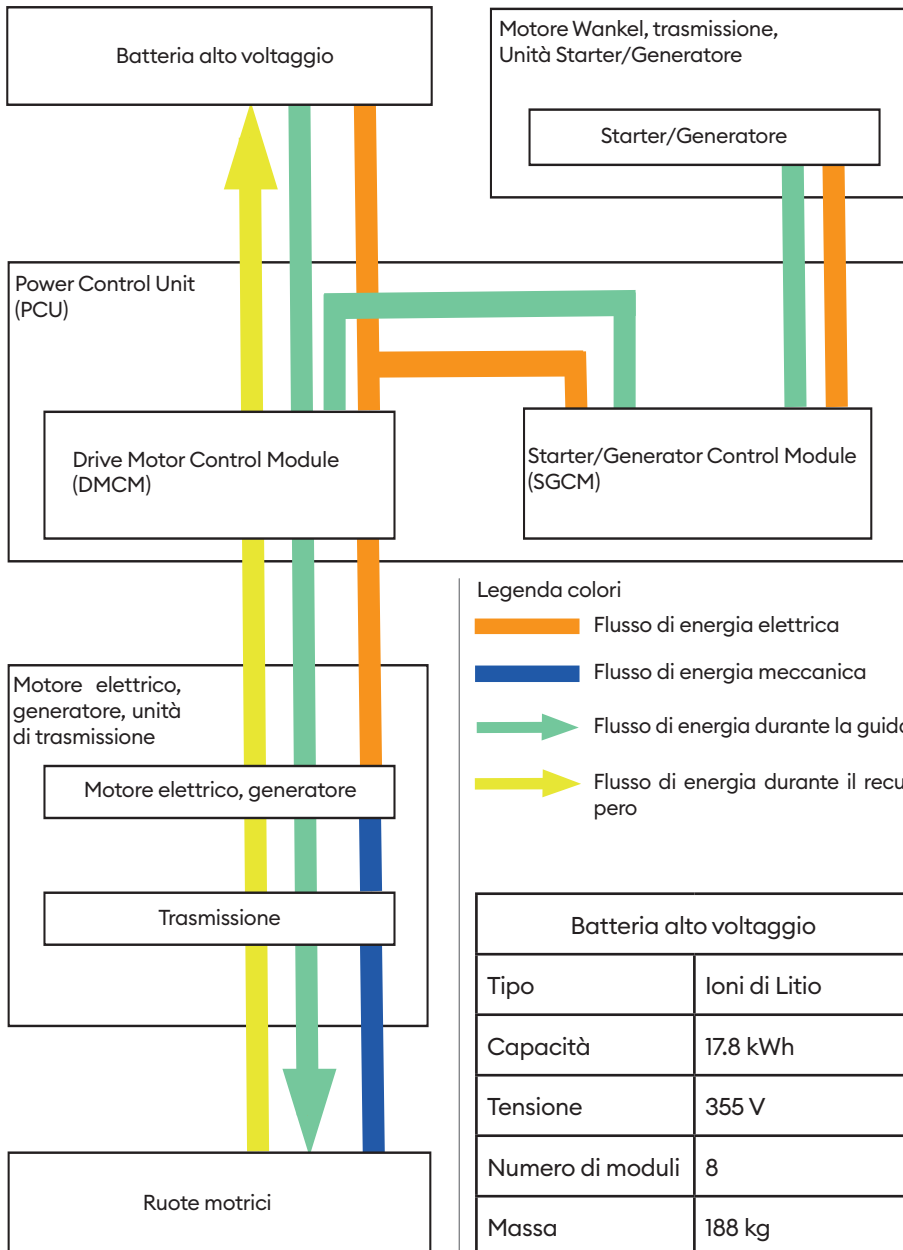 Batteria alto voltaggio
Motore Wankel, trasmissione,
Unità Starter/Generatore
Starter/Generatore
Power Control Unit
(PCU)
Drive Motor Control Module
(DMCM)
Starter/Generator Control Module
(SGCM)
Motore elettrico,
generatore, unità
di trasmissione
Motore elettrico, generatore
Trasmissione
Ruote motrici
Legenda colori
Flusso di energia elettrica
Flusso di energia meccanica
Flusso di energia durante la guida
Flusso di energia durante il recu
pero
Batteria alto voltaggio
Tipo Ioni di Litio
Capacità 17.8 kWh
Tensione 355 V
Numero di moduli 8
Massa 188 kg